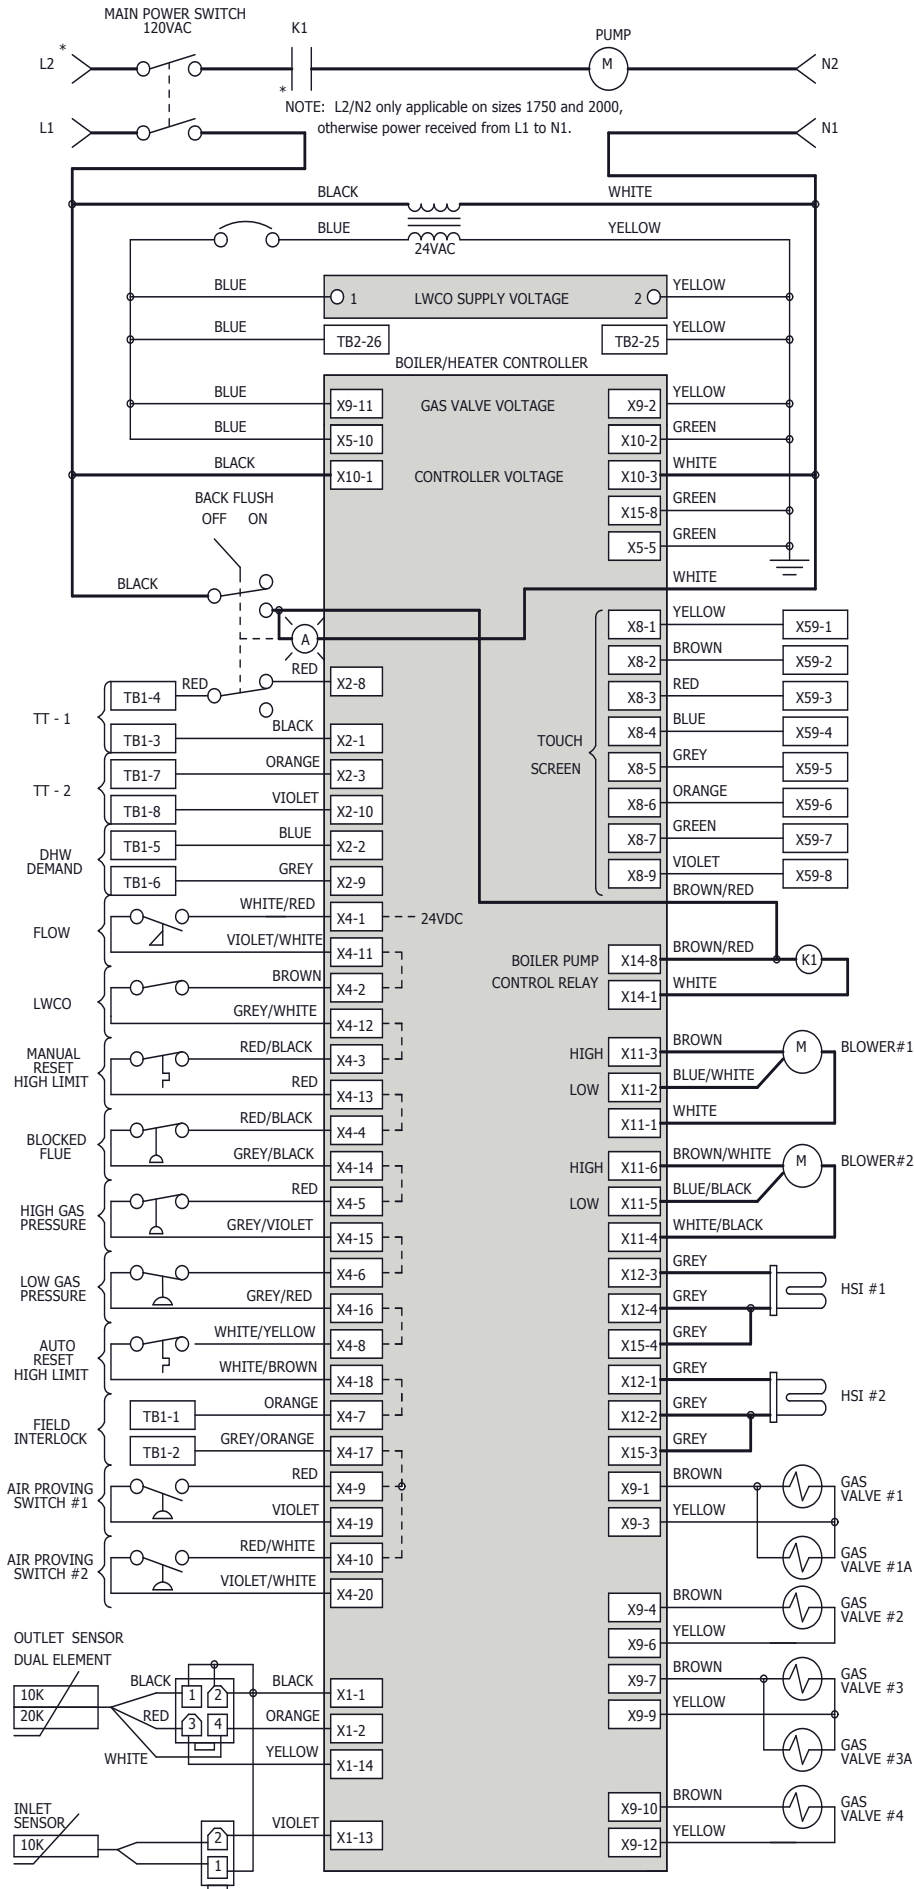 MAIN POWER SWITCH
120VAC
K1
PUMP
L2 * M N2
*
NOTE: L2/N2 only applicable on sizes 1750 and 2000,
otherwise power received from L1 to N1.
L1 N1
BLACK WHITE
BLUE YELLOW
24VAC
BLUE 1 LWCO SUPPLY VOLTAGE 2 YELLOW
BLUE TB2-26 TB2-25 YELLOW
BOILER/HEATER CONTROLLER
BLUE X9-11 GAS VALVE VOLTAGE X9-2 YELLOW
BLUE X5-10 X10-2 GREEN
BLACK X10-1 CONTROLLER VOLTAGE X10-3 WHITE
BACK FLUSH
OFF ON
X15-8 GREEN
X5-5 GREEN
BLACK WHITE
A
X8-1 YELLOW X59-1
X8-2 BROWN X59-2
X8-3 RED X59-3
X8-4 BLUE X59-4
X8-5 GREY X59-5
X8-6 ORANGE X59-6
X8-7 GREEN X59-7
X8-9 VIOLET X59-8
TOUCH
SCREEN
BROWN/RED
TT - 1
TB1-4 RED RED X2-8
TB1-3 BLACK X2-1
TT - 2
TB1-7 ORANGE X2-3
TB1-8 VIOLET X2-10
DHW
DEMAND
TB1-5 BLUE X2-2
TB1-6 GREY X2-9
FLOW
WHITE/RED X4-1 24VDC
VIOLET/WHITE X4-11
LWCO
BROWN X4-2
GREY/WHITE X4-12
MANUAL
RESET
HIGH LIMIT
RED/BLACK X4-3
RED X4-13
BLOCKED
FLUE
RED/BLACK X4-4
GREY/BLACK X4-14
HIGH GAS
PRESSURE
RED X4-5
GREY/VIOLET X4-15
LOW GAS
PRESSURE
X4-6
GREY/RED X4-16
AUTO
RESET
HIGH LIMIT
WHITE/YELLOW X4-8
WHITE/BROWN X4-18
FIELD
INTERLOCK
TB1-1 ORANGE X4-7
TB1-2 GREY/ORANGE X4-17
AIR PROVING
SWITCH #1
RED X4-9
VIOLET X4-19
AIR PROVING
SWITCH #2
RED/WHITE X4-10
VIOLET/WHITE X4-20
BOILER PUMP
CONTROL RELAY
X14-8 BROWN/RED K1
X14-1 WHITE
HIGH X11-3 BROWN M BLOWER#1
LOW X11-2 BLUE/WHITE
X11-1 WHITE
HIGH X11-6 BROWN/WHITE M BLOWER#2
LOW X11-5 BLUE/BLACK
X11-4 WHITE/BLACK
X12-3 GREY
X12-4 GREY
HSI #1
X15-4 GREY
X12-1 GREY
X12-2 GREY
HSI #2
X15-3 GREY
X9-1 BROWN
GAS
VALVE #1
X9-3 YELLOW
GAS
VALVE #1A
X9-4 BROWN
GAS
VALVE #2
X9-6 YELLOW
X9-7 BROWN
GAS
VALVE #3
X9-9 YELLOW
GAS
VALVE #3A
X9-10 BROWN
GAS
VALVE #4
X9-12 YELLOW
OUTLET SENSOR
DUAL ELEMENT
10K
20K
BLACK 1 2 BLACK X1-1
RED 3 4 ORANGE X1-2
WHITE YELLOW X1-14
INLET
SENSOR
10K
2 VIOLET X1-13
1